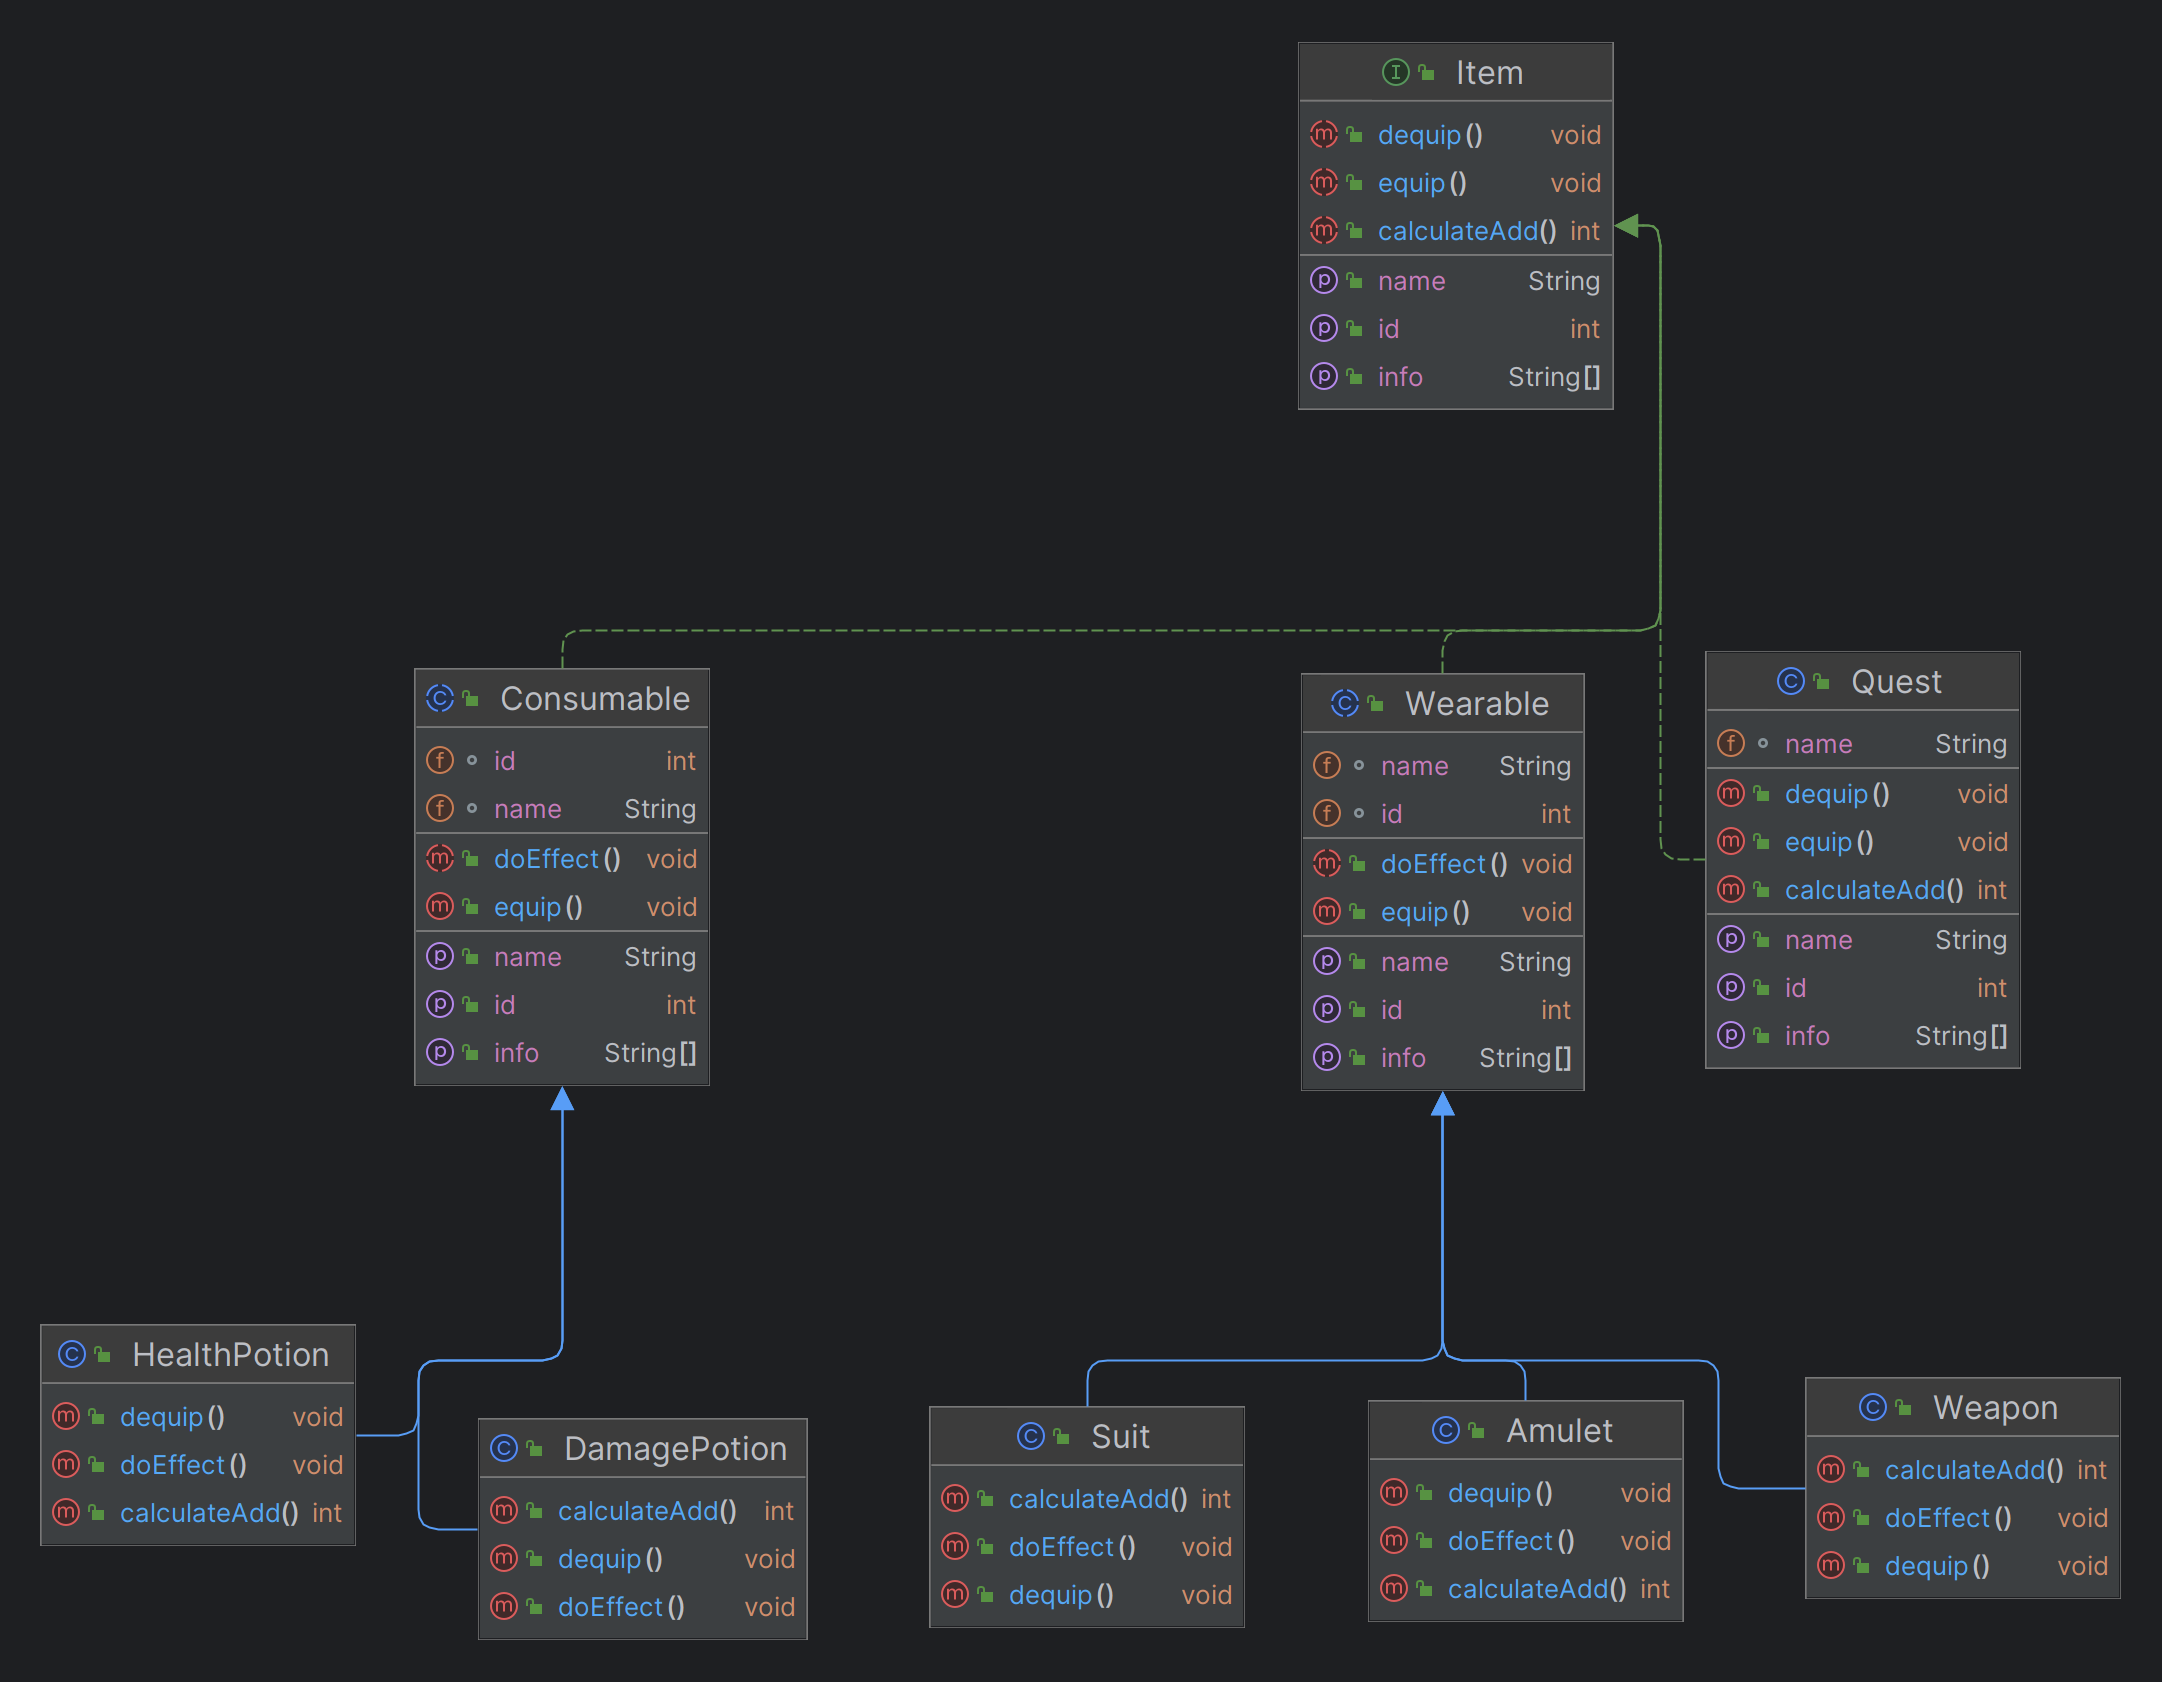 Item
dequip() void
equip() void
calculateAdd() int
name String
id int
info String[]
Consumable
id int
name String
doEffect() void
equip() void
name String
id int
info String[]
Wearable
name String
id int
doEffect() void
equip() void
name String
id int
info String[]
Quest
name String
dequip() void
equip() void
calculateAdd() int
name String
id int
info String[]
HealthPotion
dequip() void
doEffect() void
calculateAdd() int
DamagePotion
calculateAdd() int
dequip() void
doEffect() void
Suit
calculateAdd() int
doEffect() void
dequip() void
Amulet
dequip() void
doEffect() void
calculateAdd() int
Weapon
calculateAdd() int
doEffect() void
dequip() void